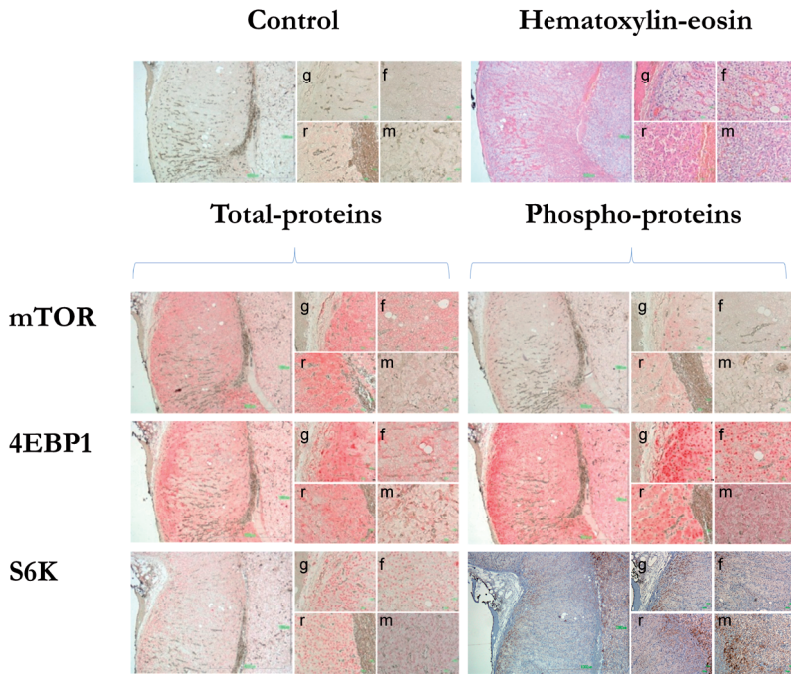 Control Hematoxylin-eosin
g f g f
r m r m
Total-proteins Phospho-proteins
mTOR
g f g f
r m r m
4EBP1
g f g f
r m r m
S6K
g f g f
r m r m